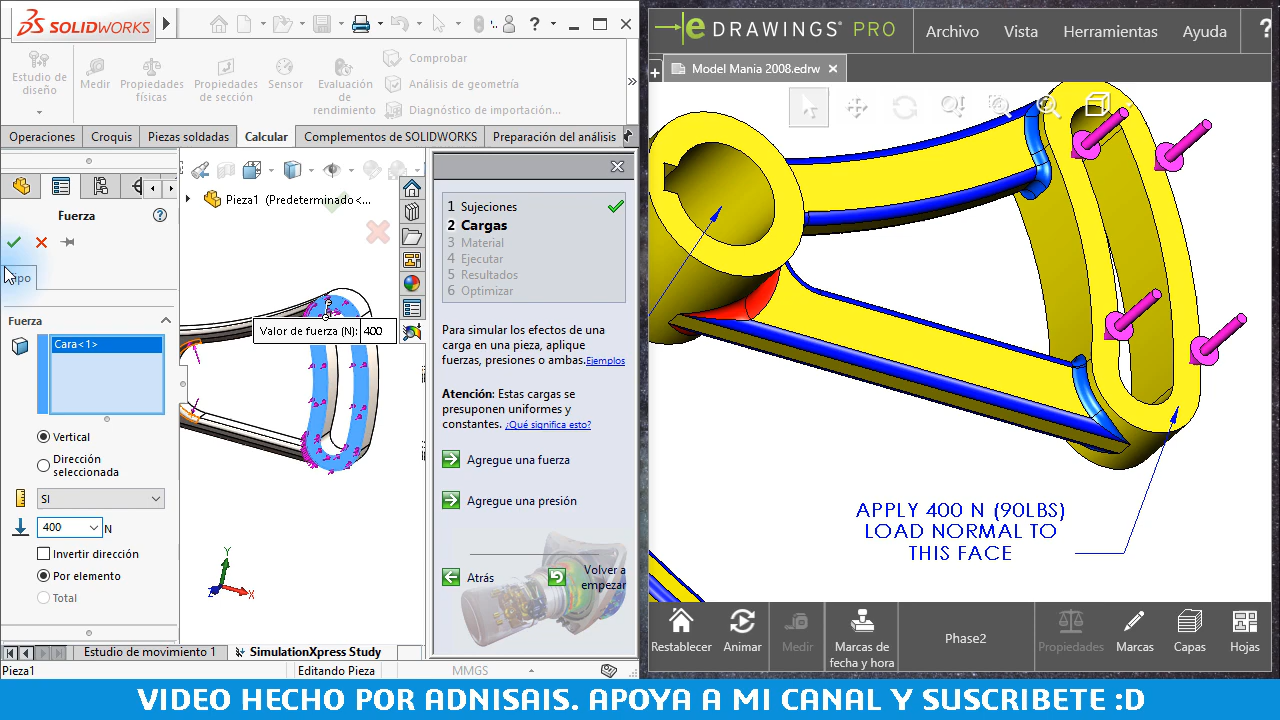 SOLIDWORKS
Estudio de
diseño
Medir
Propiedades
físicas
Propiedades
de sección
Sensor
Evaluación
de
rendimiento
Comprobar
Análisis de geometría
Diagnóstico de importación...
Operaciones
Croquis
Piezas soldadas
Calcular
Complementos de SOLIDWORKS
Preparación del análisis
Pieza1 (Predeterminado<...
Fuerza
Fuerza
Cara<1>
Vertical
Dirección
seleccionada
SI
400
N
Invertir dirección
Por elemento
Total
Valor de fuerza (N): 400
Y
X
Z
1 Sujeciones
2 Cargas
3 Material
4 Ejecutar
5 Resultados
6 Optimizar
Para simular los efectos de una
carga en una pieza, aplique
fuerzas, presiones o ambas. Ejemplos
Atención: Estas cargas se
presuponen uniformes y
constantes. ¿Qué significa esto?
Agregue una fuerza
Agregue una presión
Atrás
Volver a
empezar
Estudio de movimiento 1
SimulationXpress Study
Pieza1
Editando Pieza
MMGS
eDRAWINGS® PRO
Archivo
Vista
Herramientas
Ayuda
?
Model Mania 2008.edrw
APPLY 400 N (90LBS)
LOAD NORMAL TO
THIS FACE
Restablecer
Animar
Medir
Marcas de
fecha y hora
Phase2
Propiedades
Marcas
Capas
Hojas
VIDEO HECHO POR ADNISAIS. APOYA A MI CANAL Y SUSCRIBETE :D